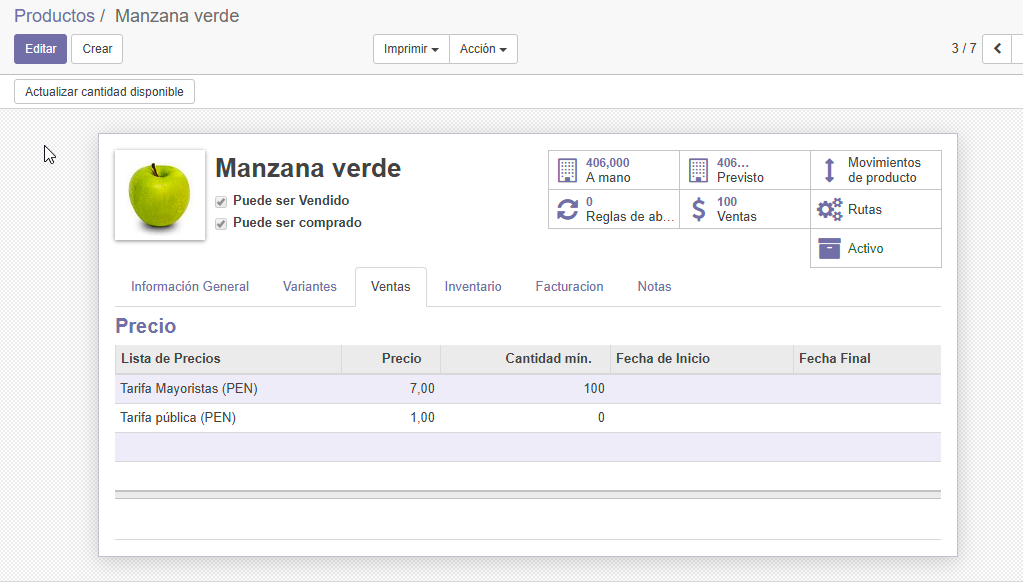 Productos / Manzana verde
Editar Crear Imprimir Acción 3 / 7
Actualizar cantidad disponible
Manzana verde
Puede ser Vendido
Puede ser comprado
406,000
A mano
406...
Previsto
Movimientos
de producto
0
Reglas de ab...
100
Ventas
Rutas
Activo
Información General Variantes Ventas Inventario Facturacion Notas
Precio
Lista de Precios Precio Cantidad mín. Fecha de Inicio Fecha Final
Tarifa Mayoristas (PEN) 7,00 100
Tarifa pública (PEN) 1,00 0